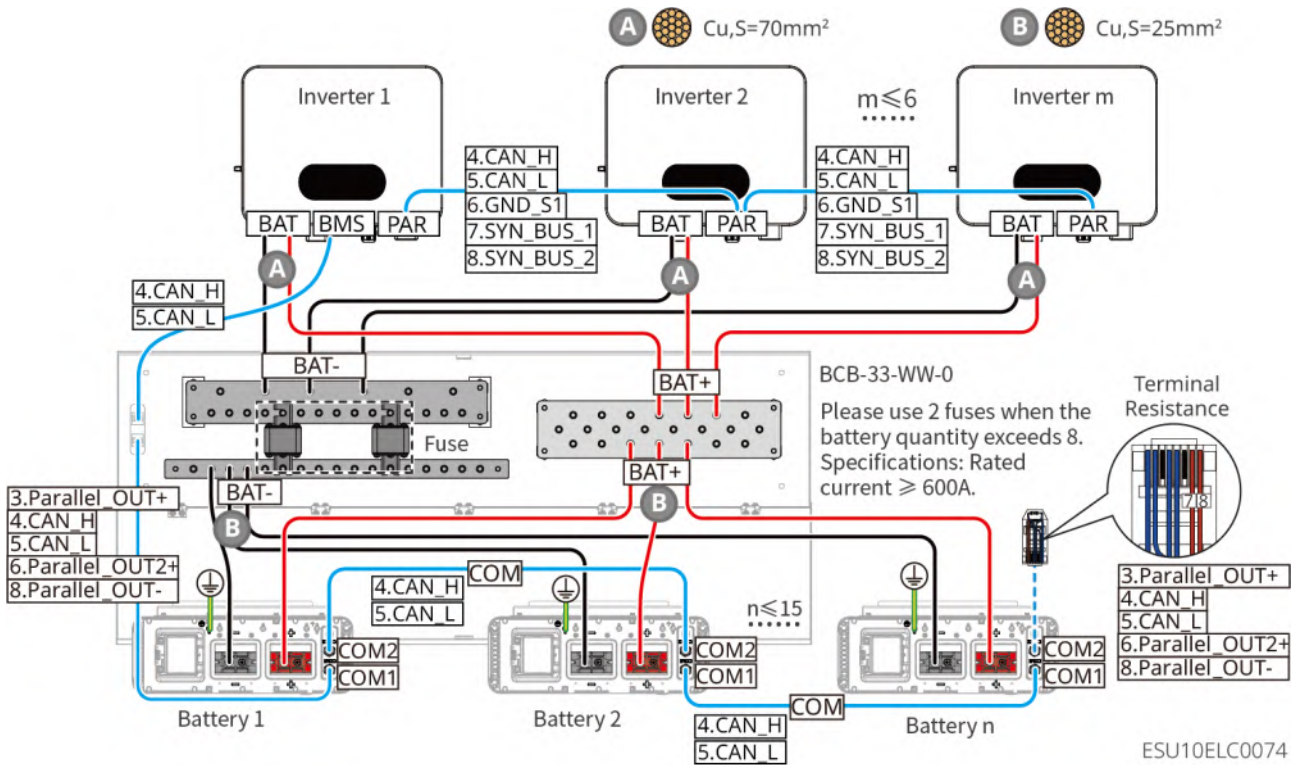 A Cu,S=70mm²
B Cu,S=25mm²
Inverter 1
Inverter 2
m≤6
Inverter m
4.CAN_H
5.CAN_L
6.GND_S1
7.SYN_BUS_1
8.SYN_BUS_2
4.CAN_H
5.CAN_L
6.GND_S1
7.SYN_BUS_1
8.SYN_BUS_2
BAT BMS PAR
BAT PAR
BAT PAR
A
A
A
4.CAN_H
5.CAN_L
BAT-
BAT+
BCB-33-WW-0
Please use 2 fuses when the
battery quantity exceeds 8.
Specifications: Rated
current ≥ 600A.
Terminal
Resistance
7 8
Fuse
BAT-
BAT+
B
B
3.Parallel_OUT+
4.CAN_H
5.CAN_L
6.Parallel_OUT2+
8.Parallel_OUT-
COM
4.CAN_H
5.CAN_L
n≤15
3.Parallel_OUT+
4.CAN_H
5.CAN_L
6.Parallel_OUT2+
8.Parallel_OUT-
COM2
COM1
COM2
COM1
COM2
COM1
Battery 1
Battery 2
COM
4.CAN_H
5.CAN_L
Battery n
ESU10ELC0074